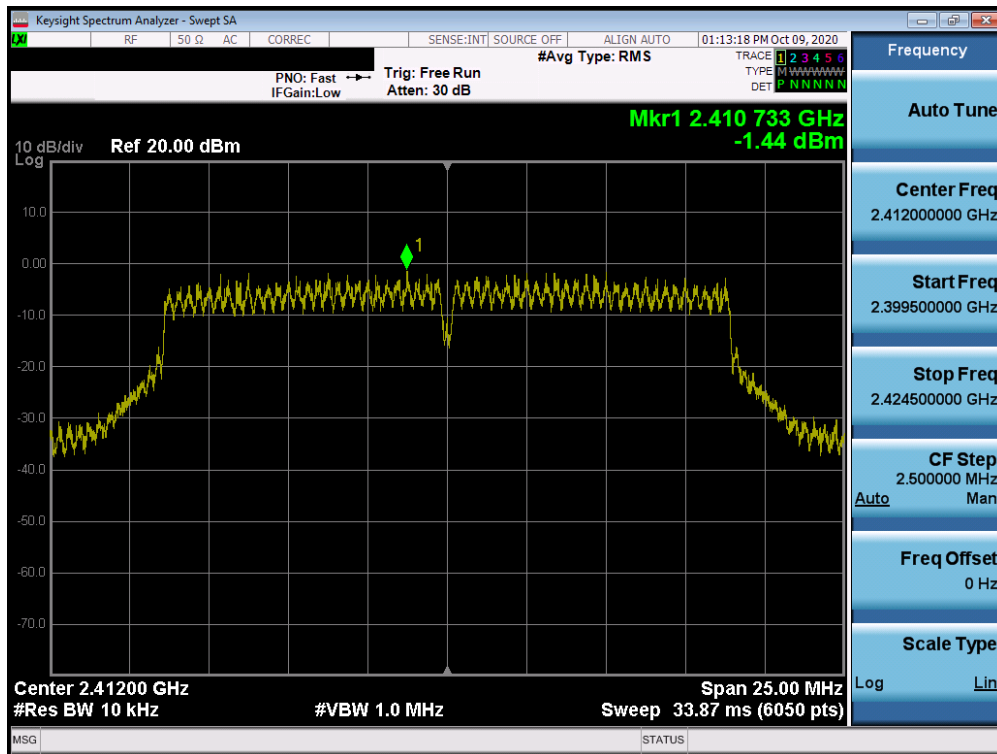 Keysight Spectrum Analyzer - Swept SA
LXI RF 50 Ω AC CORREC SENSE:INT SOURCE OFF ALIGN AUTO 01:13:18 PM Oct 09, 2020
#Avg Type: RMS
TRACE 1 2 3 4 5 6
PNO: Fast Trig: Free Run
TYPE M WWWWW
IFGain:Low Atten: 30 dB
DET P N N N N N
Mkr1 2.410 733 GHz
-1.44 dBm
10 dB/div Ref 20.00 dBm
Log
10.0
1
0.00
-10.0
-20.0
-30.0
-40.0
-50.0
-60.0
-70.0
Center 2.41200 GHz Span 25.00 MHz
#Res BW 10 kHz #VBW 1.0 MHz Sweep 33.87 ms (6050 pts)
MSG STATUS
Frequency
Auto Tune
Center Freq
2.412000000 GHz
Start Freq
2.399500000 GHz
Stop Freq
2.424500000 GHz
CF Step
2.500000 MHz
Auto Man
Freq Offset
0 Hz
Scale Type
Log Lin